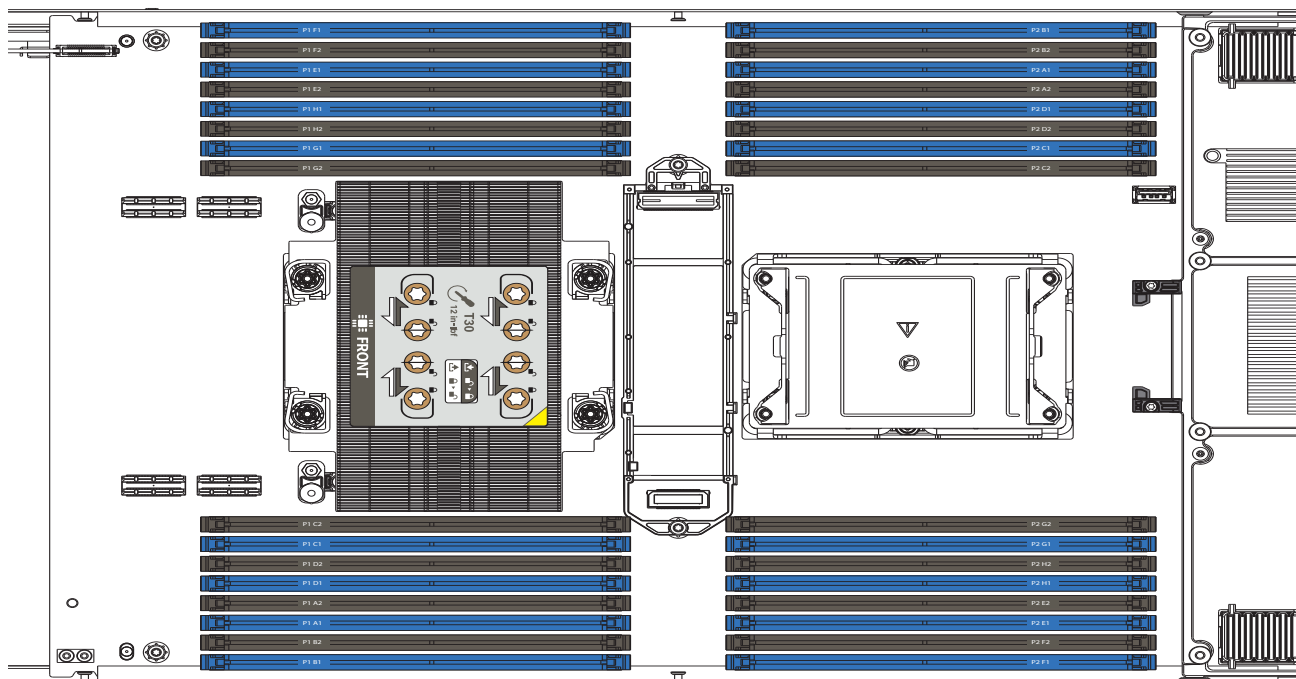 P1 F1
P1 F2
P1 E1
P1 E2
P1 H1
P1 H2
P1 G1
P1 G2
P2 B1
P2 B2
P2 A1
P2 A2
P2 D1
P2 D2
P2 C1
P2 C2
FRONT
T30
12 in-lbf
P1 C2
P1 C1
P1 D2
P1 D1
P1 A2
P1 A1
P1 B2
P1 B1
P2 G2
P2 G1
P2 H2
P2 H1
P2 E2
P2 E1
P2 F2
P2 F1